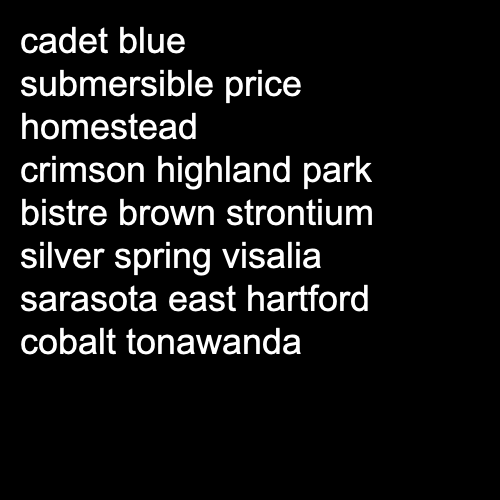 cadet blue
submersible price
homestead
crimson highland park
bistre brown strontium
silver spring visalia
sarasota east hartford
cobalt tonawanda